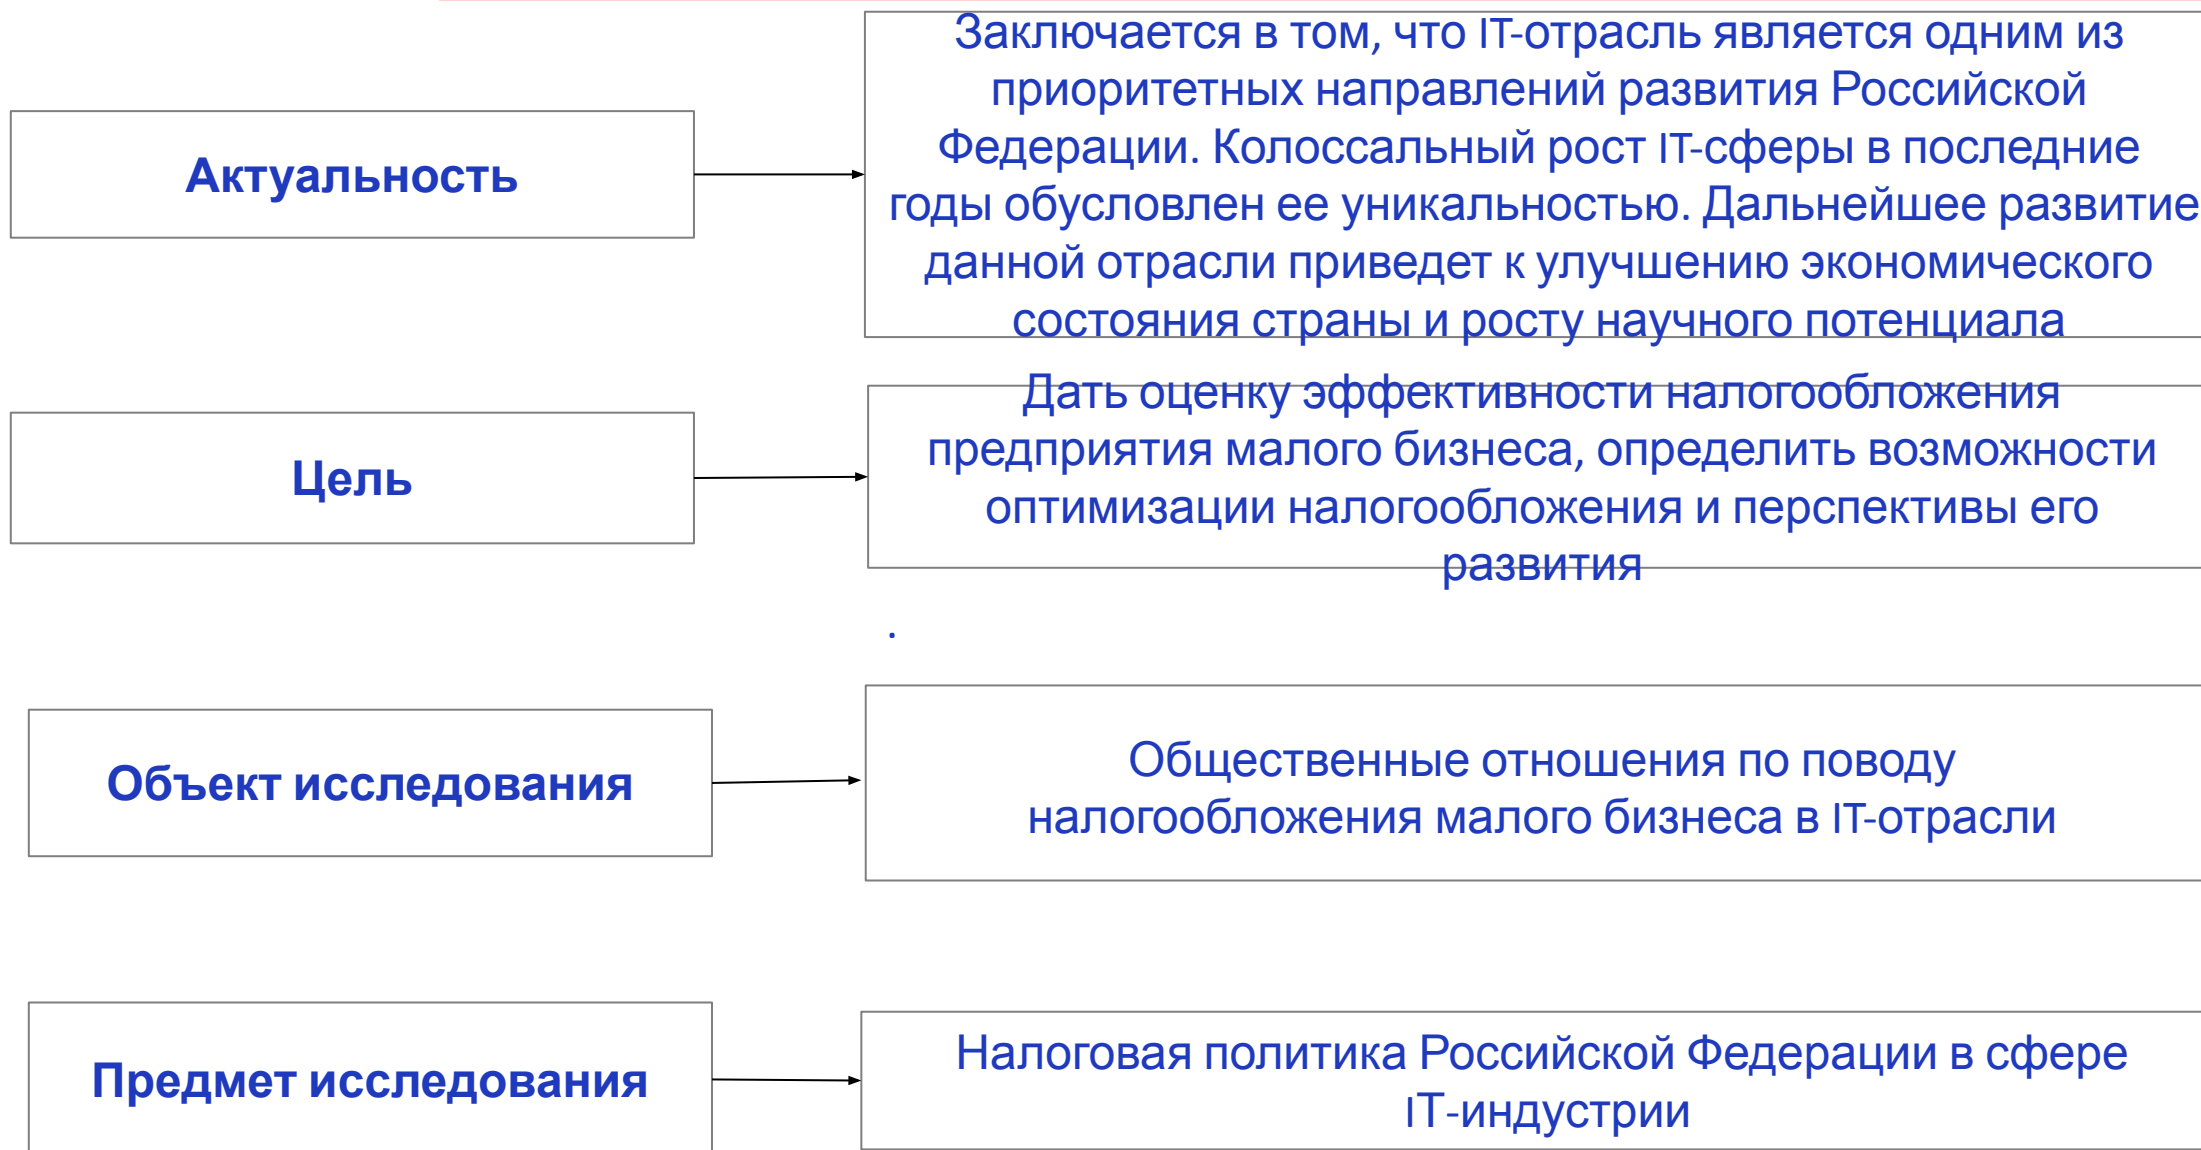 Актуальность
Заключается в том, что IT-отрасль является одним из
приоритетных направлений развития Российской
Федерации. Колоссальный рост IT-сферы в последние
годы обусловлен ее уникальностью. Дальнейшее развитие
данной отрасли приведет к улучшению экономического
состояния страны и росту научного потенциала
Цель
Дать оценку эффективности налогообложения
предприятия малого бизнеса, определить возможности
оптимизации налогообложения и перспективы его
развития
.
Объект исследования
Общественные отношения по поводу
налогообложения малого бизнеса в IT-отрасли
Предмет исследования
Налоговая политика Российской Федерации в сфере
IT-индустрии